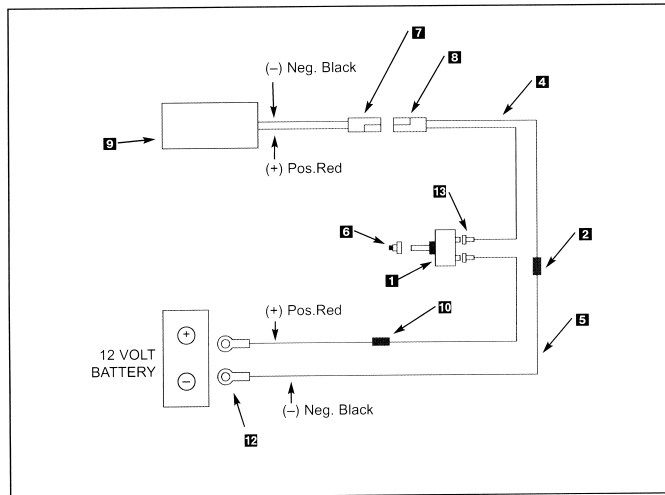 7
8
(–) Neg. Black
4
9
(+) Pos.Red
13
6
2
1
(+) Pos.Red
10
5
+
12 VOLT
BATTERY
–
(–) Neg. Black
12